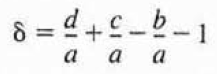 δ = d/a + c/a − b/a − 1